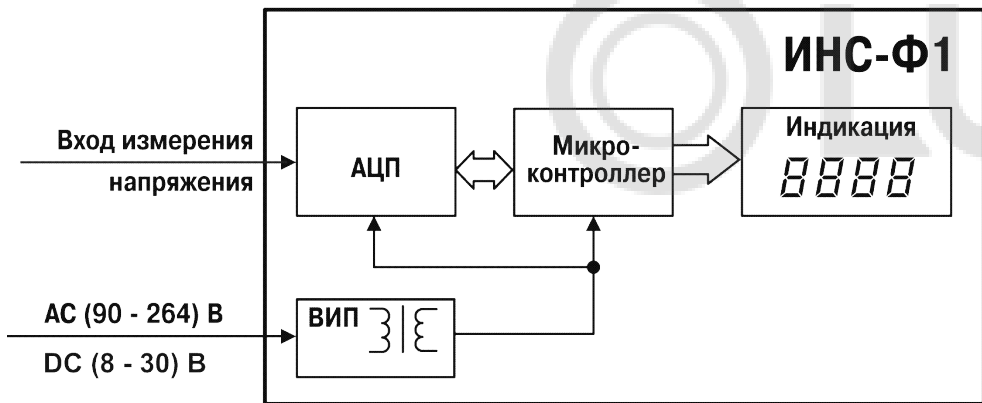 ИНС-Ф1
Вход измерения
напряжения
АЦП
Микро-
контроллер
Индикация
8888
AC (90 - 264) В
DC (8 - 30) В
ВИП